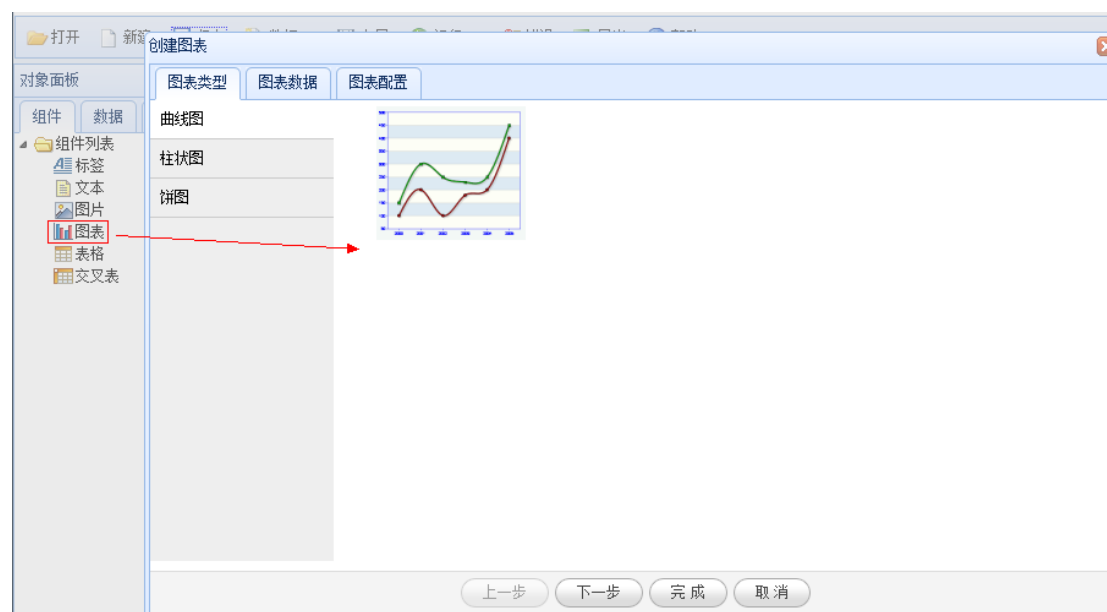 打开 新建
创建图表
对象面板
图表类型 图表数据 图表配置
组件 数据
曲线图
柱状图
饼图
组件列表
标签
文本
图片
图表
表格
交叉表
上一步 下一步 完成 取消